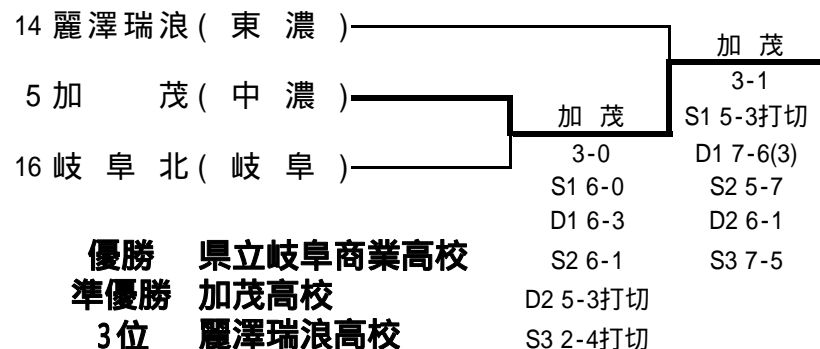 14 麗澤瑞浪( 東 濃 )
加 茂
3-1
5 加 茂( 中 濃 )
加 茂
S1 5-3打切
16 岐 阜 北( 岐 阜 )
3-0
D1 7-6(3)
S1 6-0
S2 5-7
D1 6-3
D2 6-1
優勝 県立岐阜商業高校
S2 6-1
S3 7-5
準優勝 加茂高校
D2 5-3打切
3位 麗澤瑞浪高校
S3 2-4打切